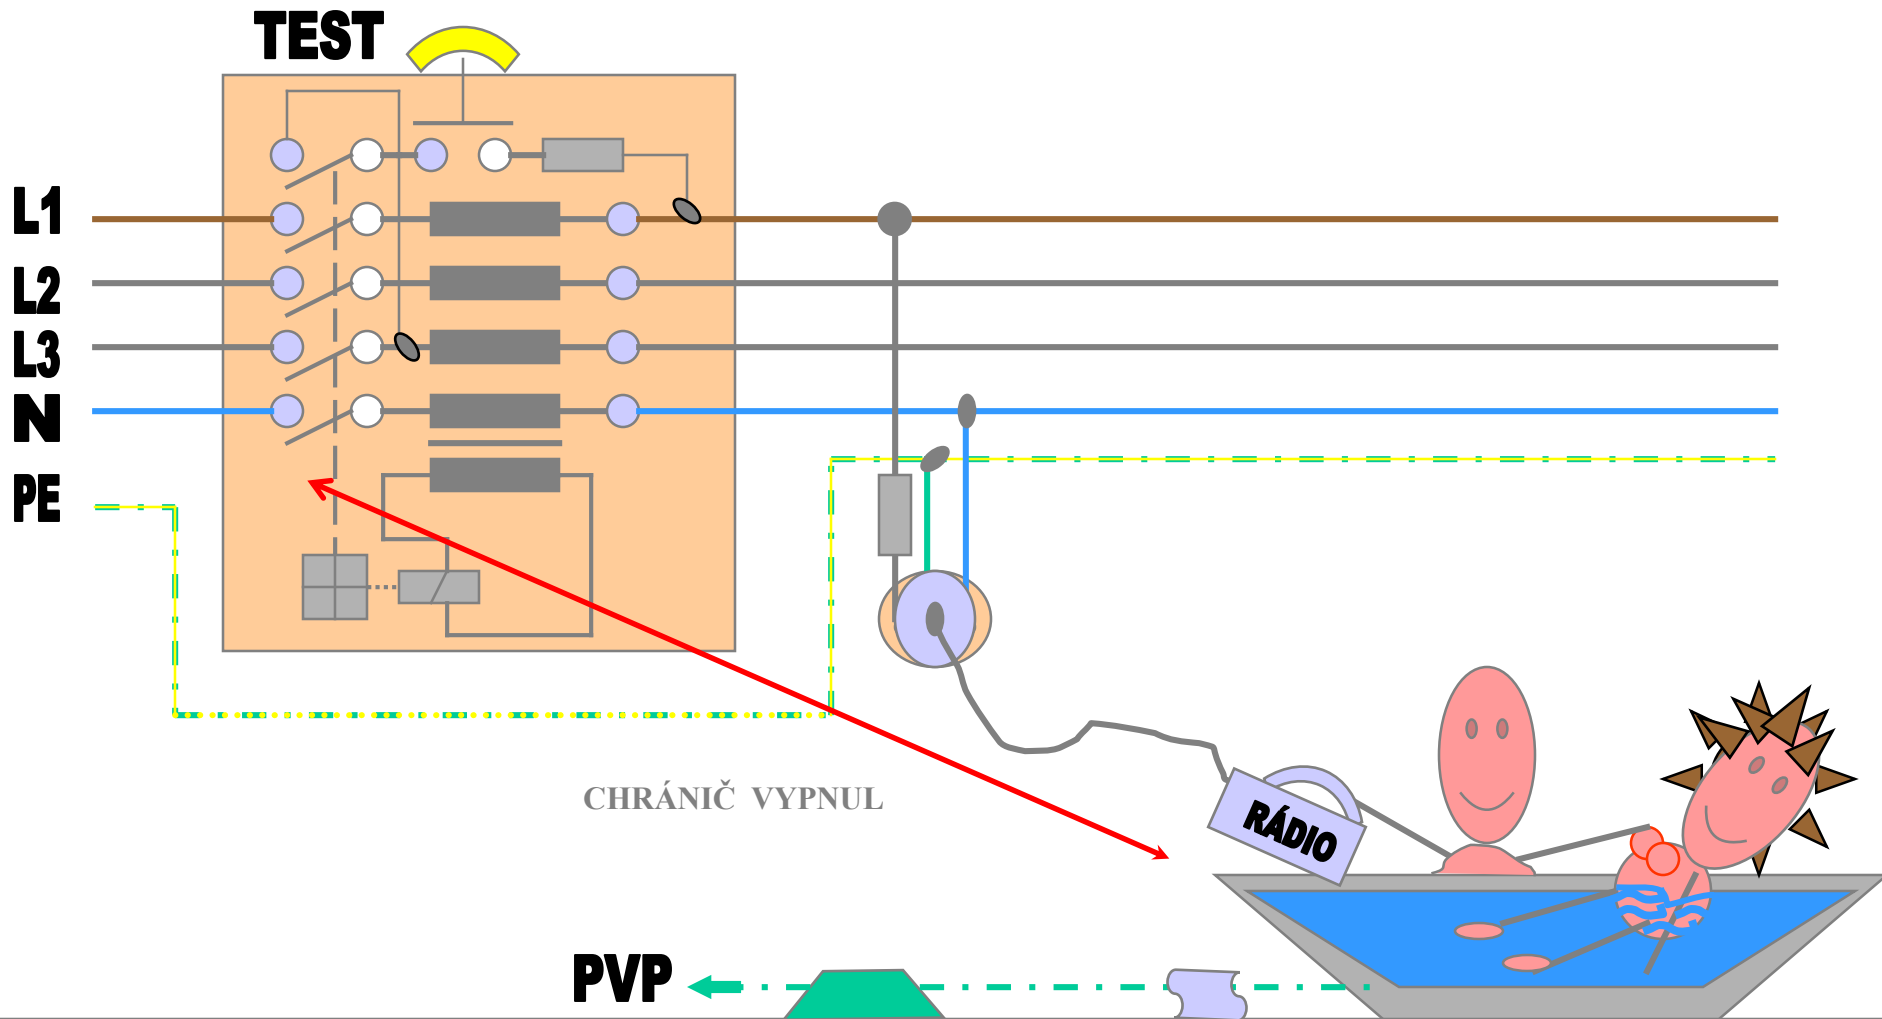 TEST
L1
L2
L3
N
PE
CHRÁNIČ VYPNUL
RÁDIO
PVP